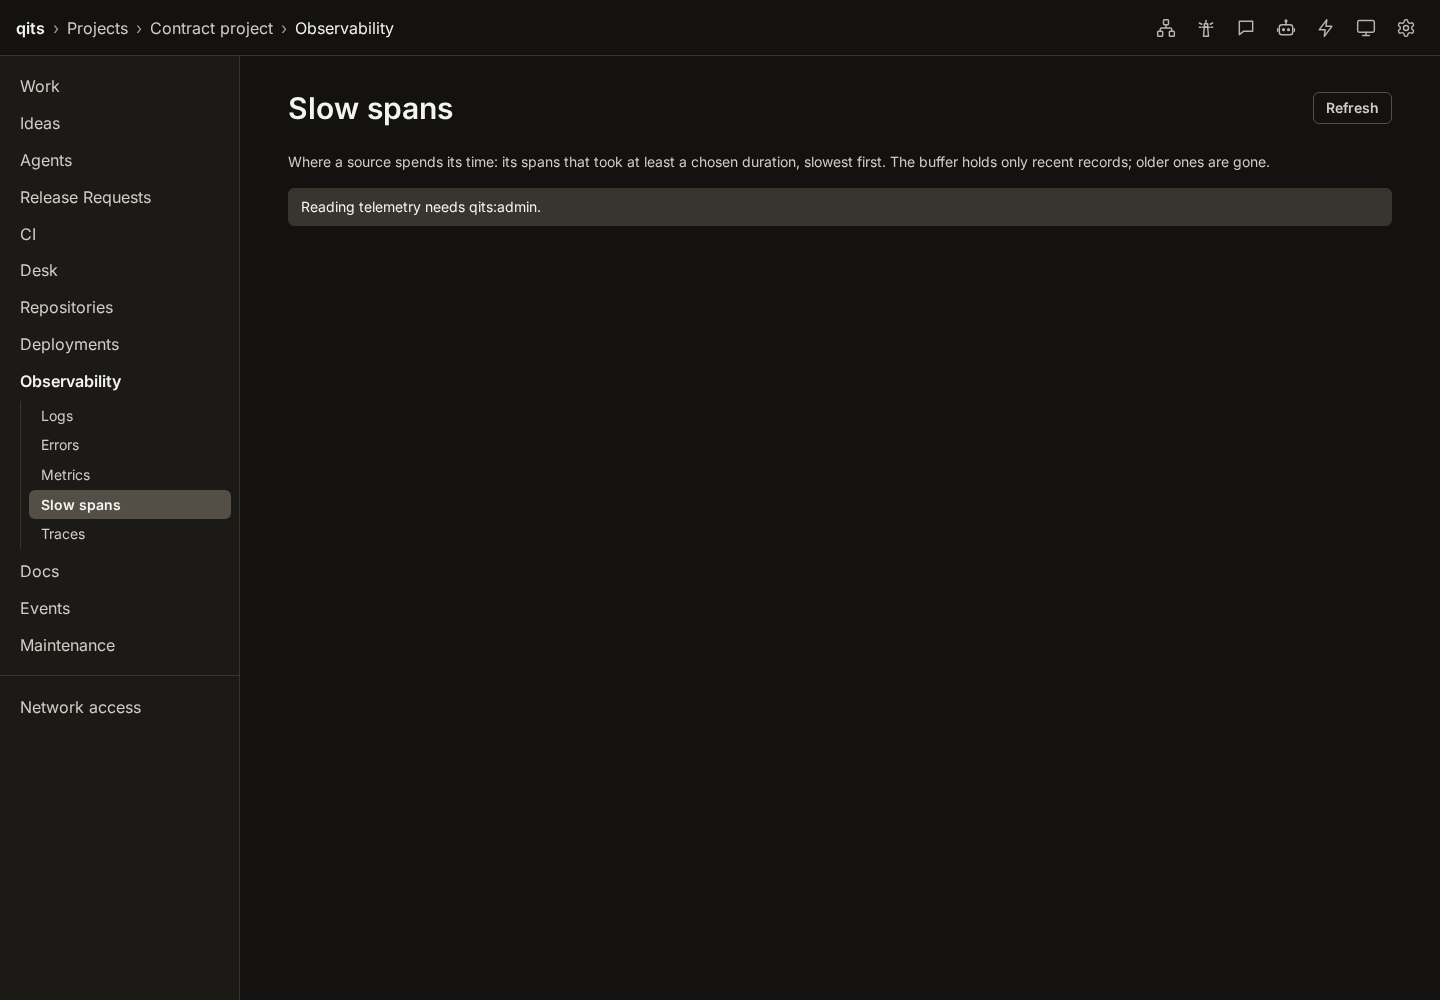 qits › Projects › Contract project › Observability
Work
Ideas
Agents
Release Requests
CI
Desk
Repositories
Deployments
Observability
Logs
Errors
Metrics
Slow spans
Traces
Docs
Events
Maintenance
Network access
Slow spans
Refresh
Where a source spends its time: its spans that took at least a chosen duration, slowest first. The buffer holds only recent records; older ones are gone.
Reading telemetry needs qits:admin.